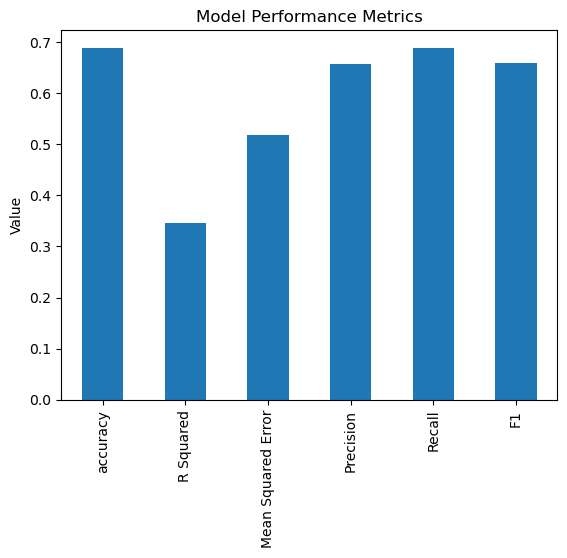 Model Performance Metrics
Value
0.7
0.6
0.5
0.4
0.3
0.2
0.1
0.0
accuracy
R Squared
Mean Squared Error
Precision
Recall
F1